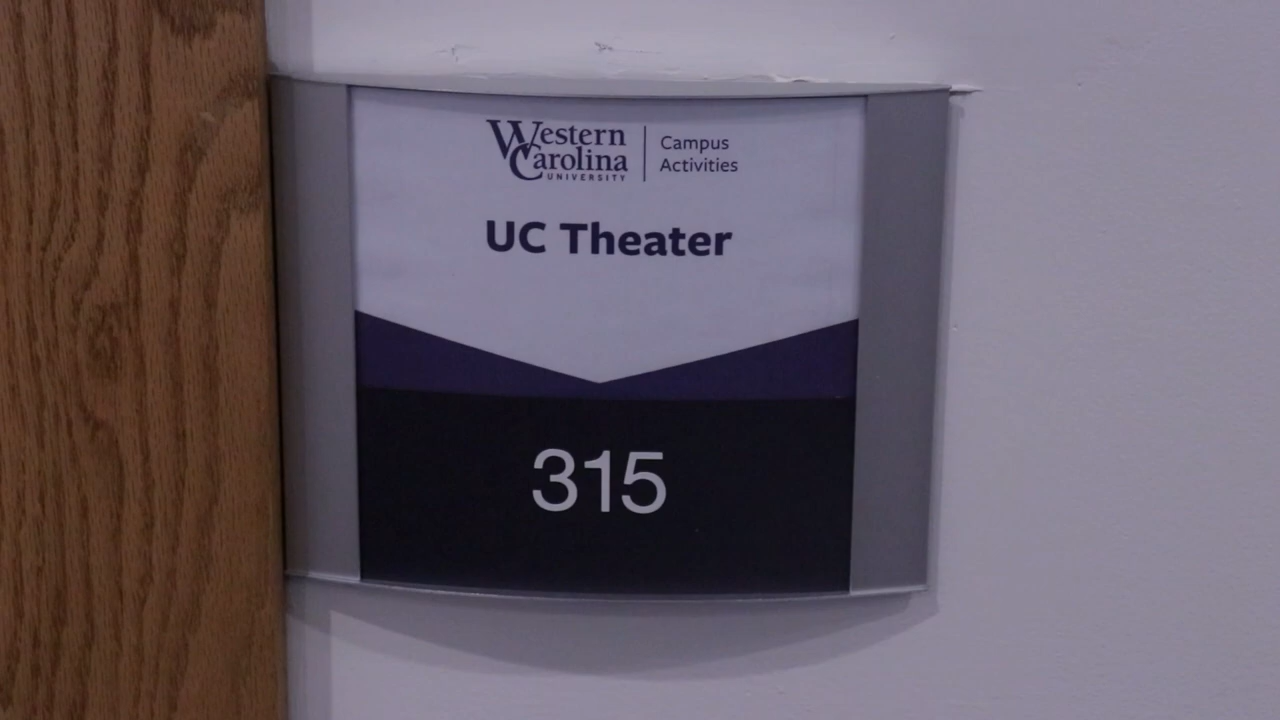 Western
Carolina
UNIVERSITY
Campus
Activities
UC Theater
315